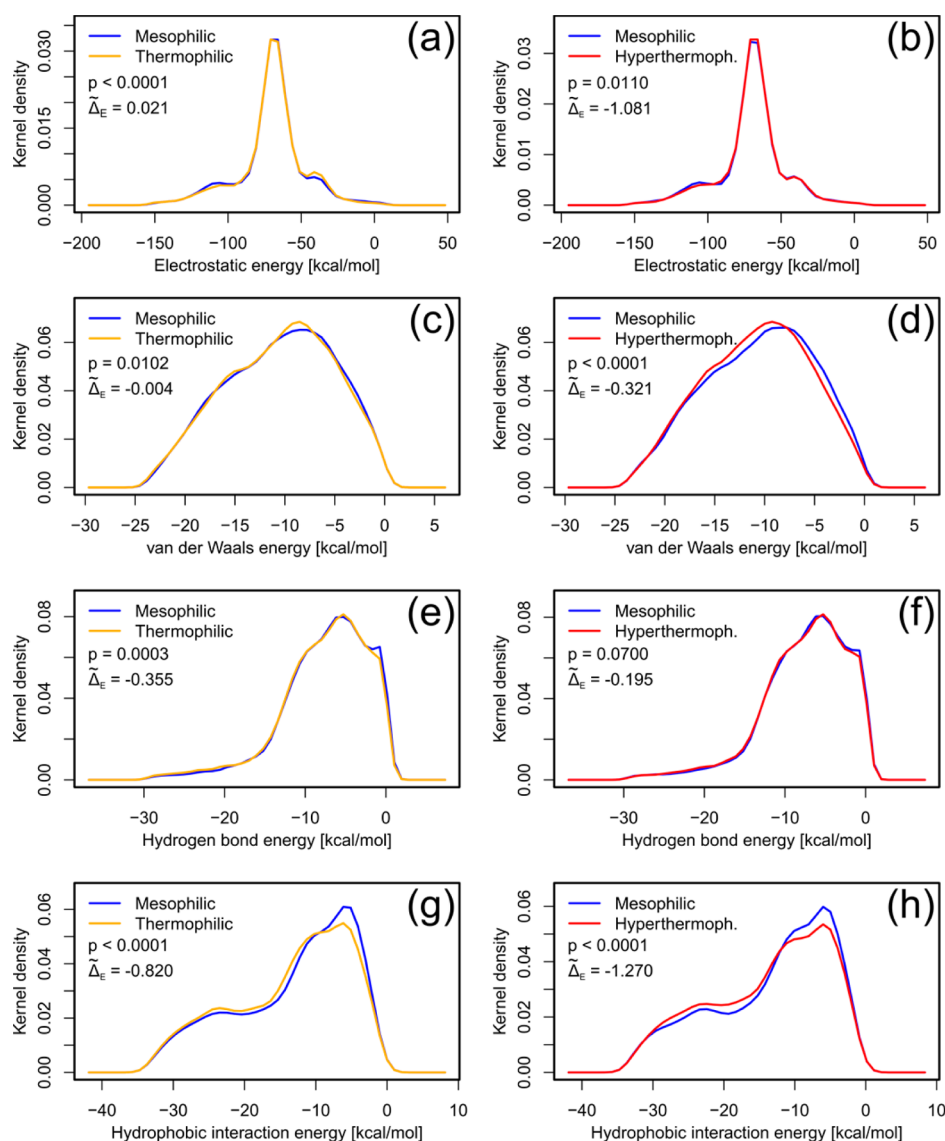 (a)
Mesophilic
Thermophilic
p < 0.0001
Δ̃E = 0.021
Kernel density
0.000 0.015 0.030
−200 −150 −100 −50 0 50
Electrostatic energy [kcal/mol]
(b)
Mesophilic
Hyperthermoph.
p = 0.0110
Δ̃E = -1.081
Kernel density
0.00 0.01 0.03
−200 −150 −100 −50 0 50
Electrostatic energy [kcal/mol]
(c)
Mesophilic
Thermophilic
p = 0.0102
Δ̃E = -0.004
Kernel density
0.00 0.02 0.04 0.06
−30 −25 −20 −15 −10 −5 0 5
van der Waals energy [kcal/mol]
(d)
Mesophilic
Hyperthermoph.
p < 0.0001
Δ̃E = -0.321
Kernel density
0.00 0.02 0.04 0.06
−30 −25 −20 −15 −10 −5 0 5
van der Waals energy [kcal/mol]
(e)
Mesophilic
Thermophilic
p = 0.0003
Δ̃E = -0.355
Kernel density
0.00 0.04 0.08
−30 −20 −10 0
Hydrogen bond energy [kcal/mol]
(f)
Mesophilic
Hyperthermoph.
p = 0.0700
Δ̃E = -0.195
Kernel density
0.00 0.04 0.08
−30 −20 −10 0
Hydrogen bond energy [kcal/mol]
(g)
Mesophilic
Thermophilic
p < 0.0001
Δ̃E = -0.820
Kernel density
0.00 0.02 0.04 0.06
−40 −30 −20 −10 0 10
Hydrophobic interaction energy [kcal/mol]
(h)
Mesophilic
Hyperthermoph.
p < 0.0001
Δ̃E = -1.270
Kernel density
0.00 0.02 0.04 0.06
−40 −30 −20 −10 0 10
Hydrophobic interaction energy [kcal/mol]